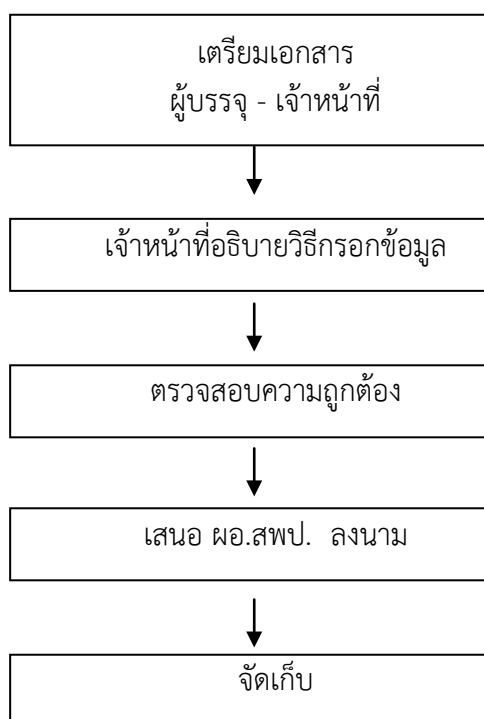 เตรียมเอกสาร
ผู้บรรจุ - เจ้าหน้าที่
เจ้าหน้าที่อธิบายวิธีกรอกข้อมูล
ตรวจสอบความถูกต้อง
เสนอ ผอ.สพป. ลงนาม
จัดเก็บ